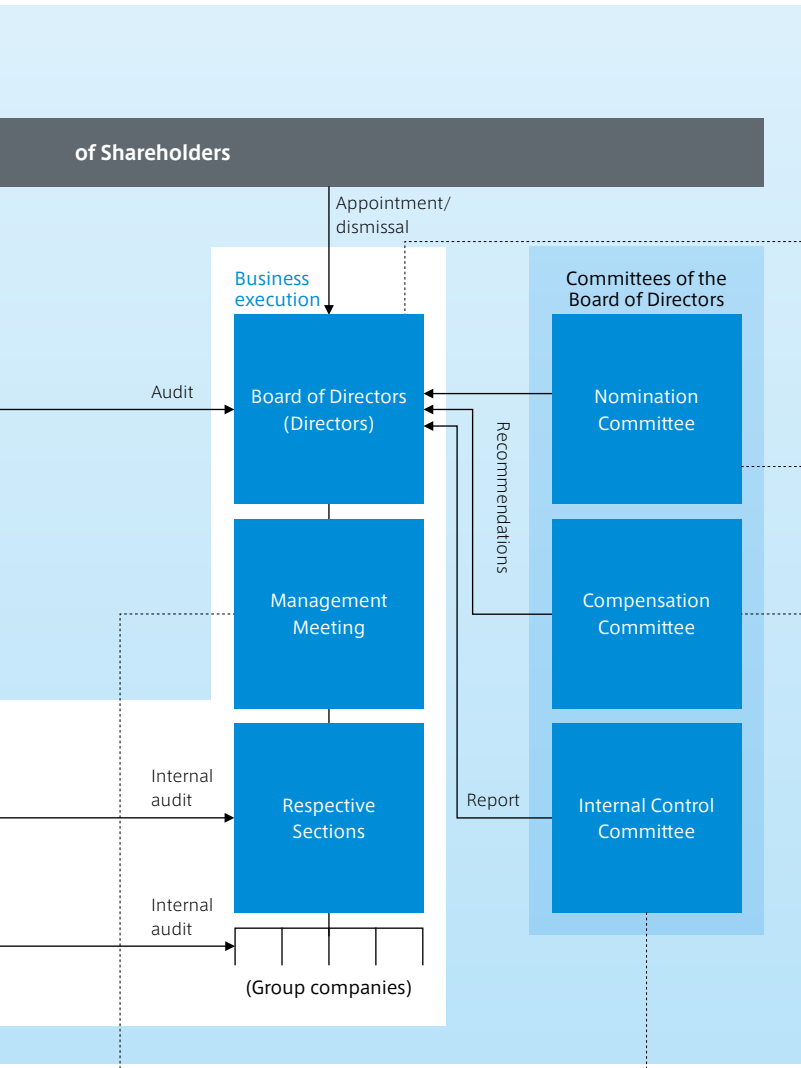 of Shareholders
Appointment/
dismissal
Business
execution
Committees of the
Board of Directors
Audit
Board of Directors
(Directors)
Recommendations
Nomination
Committee
Management
Meeting
Compensation
Committee
Internal
audit
Respective
Sections
Report
Internal Control
Committee
Internal
audit
(Group companies)